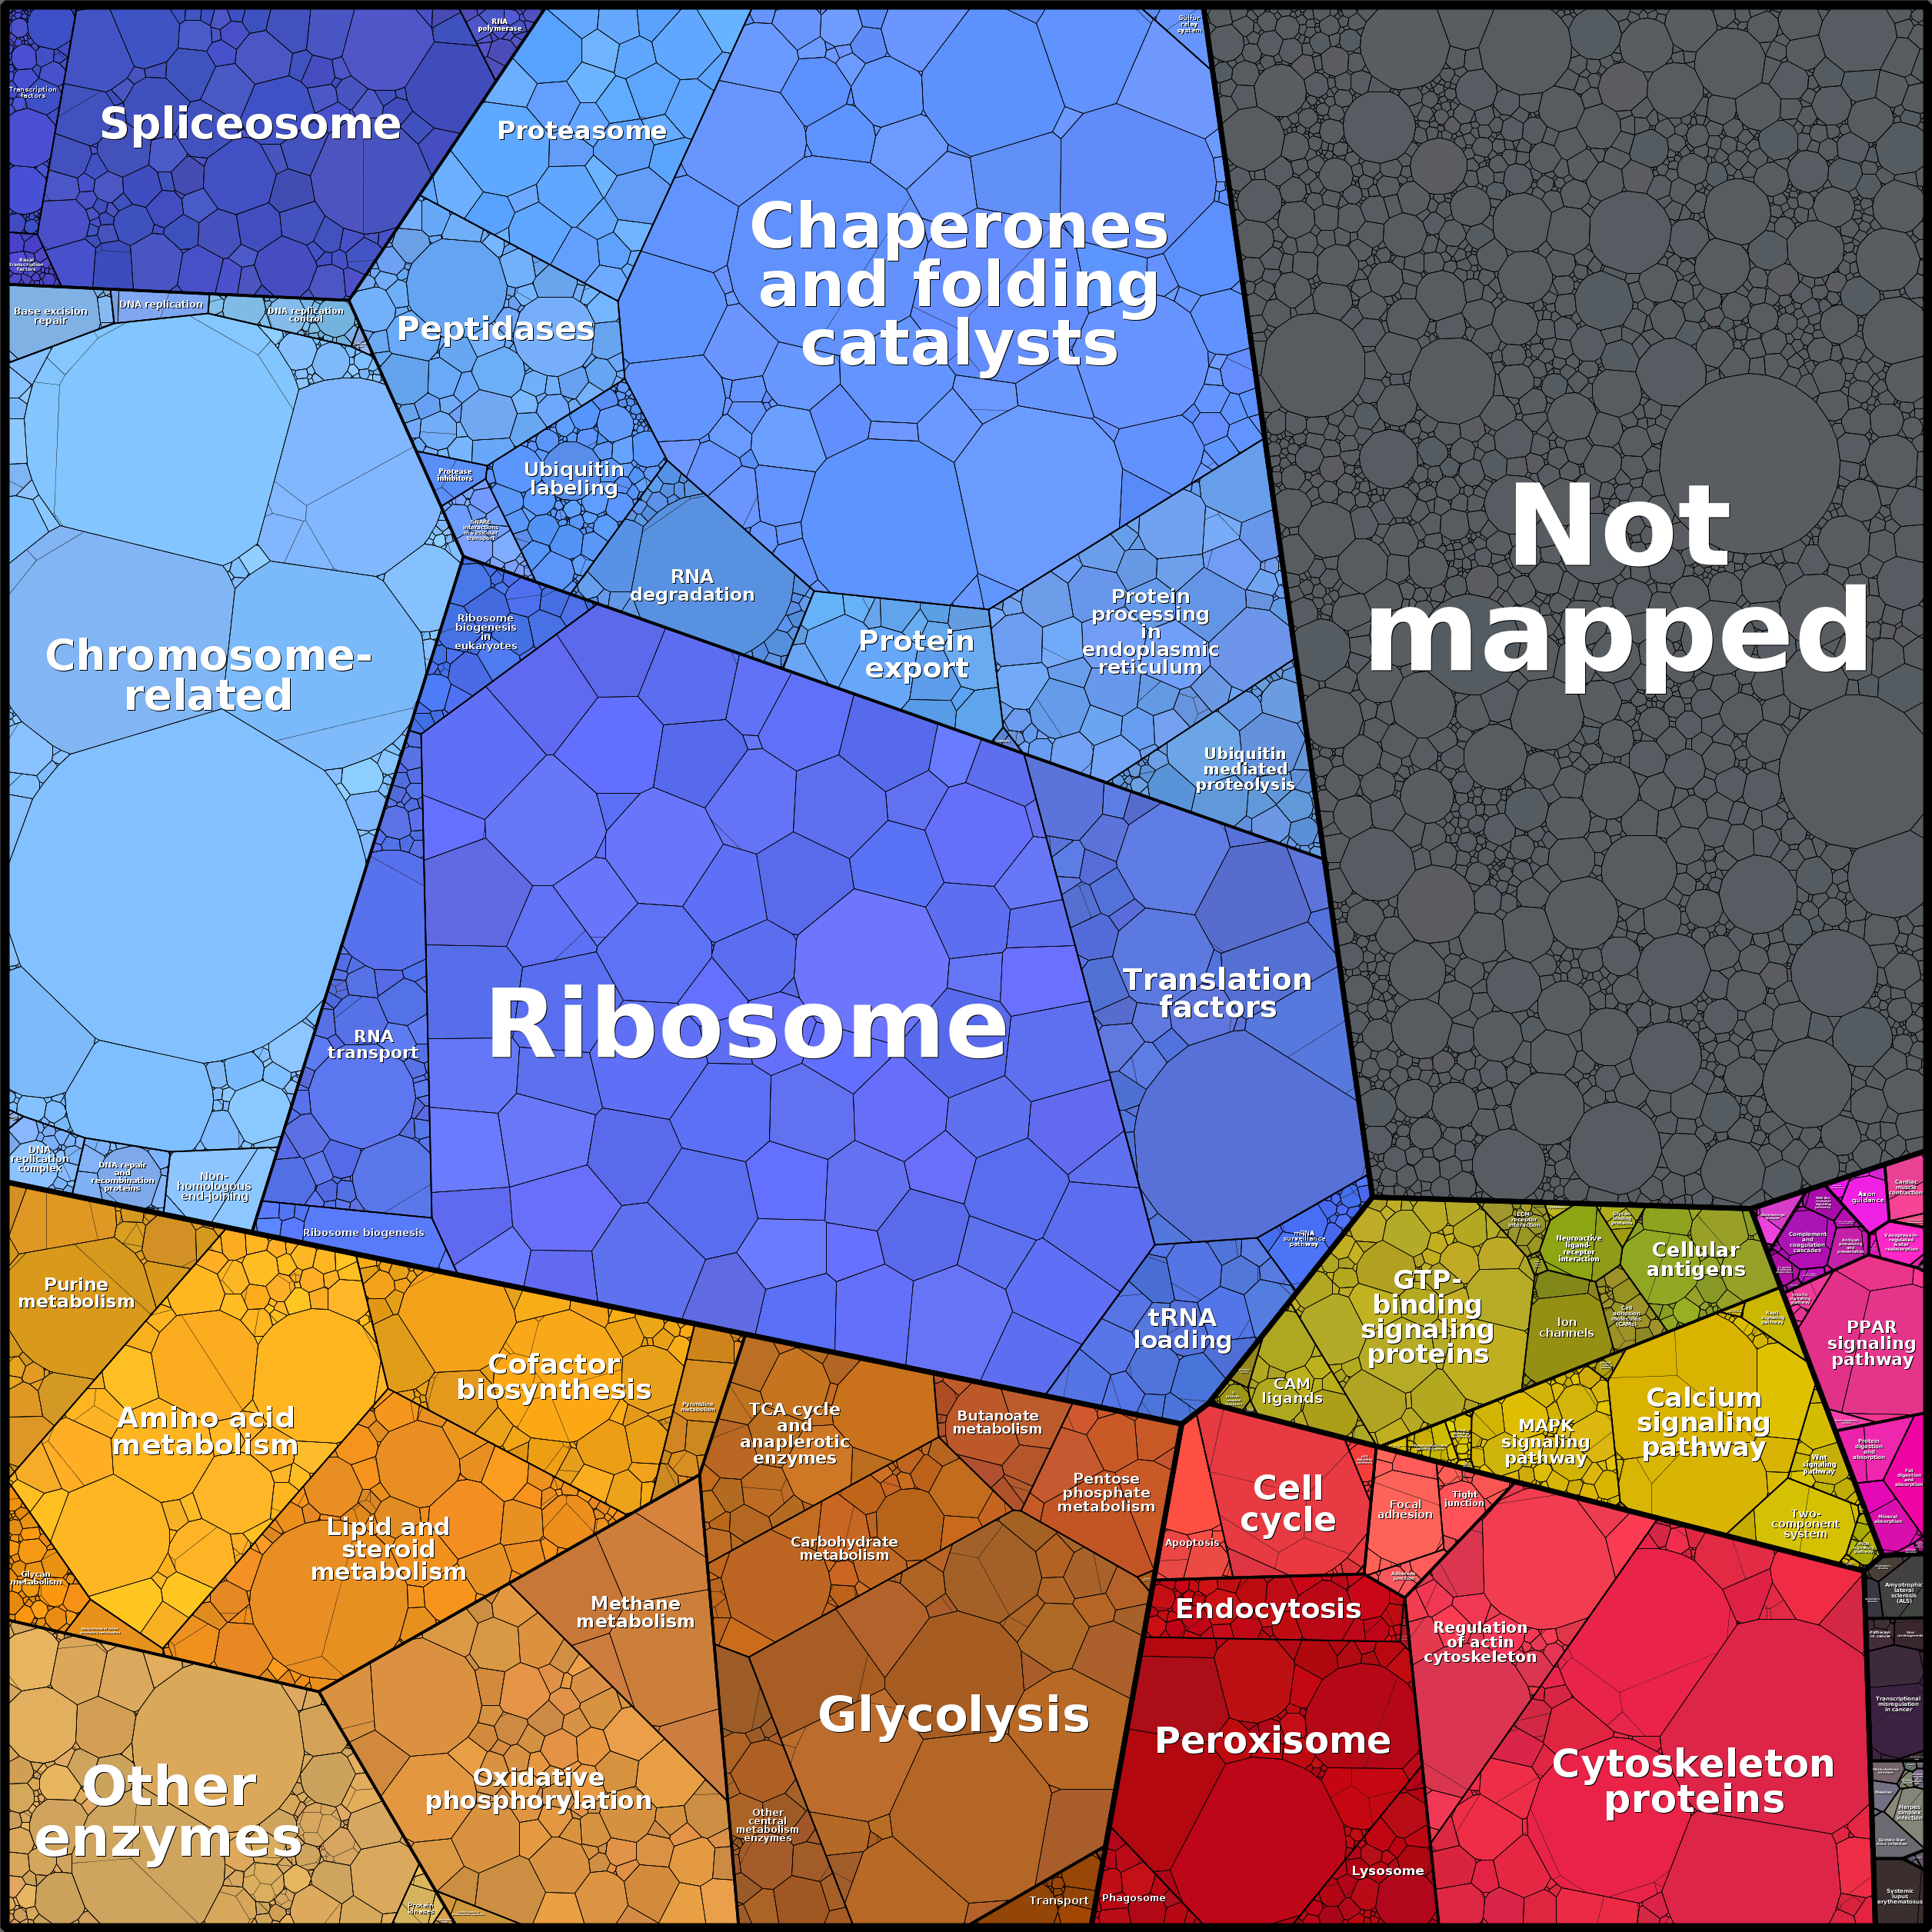 RNA
polymerase
Sulfur
relay
system
Transcription
factors
Spliceosome
Proteasome
Chaperones
and folding
catalysts
Basal
transcription
factors
Base excision
repair
DNA replication
DNA replication
control
Peptidases
Protease
inhibitors
Ubiquitin
labeling
SNARE
interactions
in vesicular
transport
Not
mapped
RNA
degradation
Ribosome
biogenesis
in
eukaryotes
Protein
export
Protein
processing
in
endoplasmic
reticulum
Chromosome-
related
Ubiquitin
mediated
proteolysis
Translation
factors
Ribosome
RNA
transport
DNA
replication
complex
DNA repair
and
recombination
proteins
Non-
homologous
end-joining
Ribosome biogenesis
mRNA
surveillance
pathway
tRNA
loading
ECM-
receptor
interaction
Neuroactive
ligand-
receptor
interaction
Cellular
antigens
GTP-
binding
signaling
proteins
Ion
channels
Cell
adhesion
molecules
(CAMs)
CAM
ligands
Axon
guidance
Cardiac
muscle
contraction
Complement
and
coagulation
cascades
Antigen
processing
and
presentation
Vasopressin-
regulated
water
reabsorption
PPAR
signaling
pathway
Purine
metabolism
Amino acid
metabolism
Cofactor
biosynthesis
Pyrimidine
metabolism
TCA cycle
and
anaplerotic
enzymes
Butanoate
metabolism
Pentose
phosphate
metabolism
Carbohydrate
metabolism
Lipid and
steroid
metabolism
Glycan
metabolism
Methane
metabolism
Cell
cycle
Apoptosis
Focal
adhesion
Tight
junction
Adherens
junction
MAPK
signaling
pathway
Calcium
signaling
pathway
Wnt
signaling
pathway
Two-
component
system
Protein
digestion
and
absorption
Fat
digestion
and
absorption
Mineral
absorption
Endocytosis
Regulation
of actin
cytoskeleton
Amyotrophic
lateral
sclerosis
(ALS)
Pathways
in cancer
Transcriptional
misregulation
in cancer
Glycolysis
Peroxisome
Cytoskeleton
proteins
Other
enzymes
Oxidative
phosphorylation
Other
central
metabolism
enzymes
Herpes
simplex
infection
Lysosome
Phagosome
Transport
Protein
kinases
Systemic
lupus
erythematosus